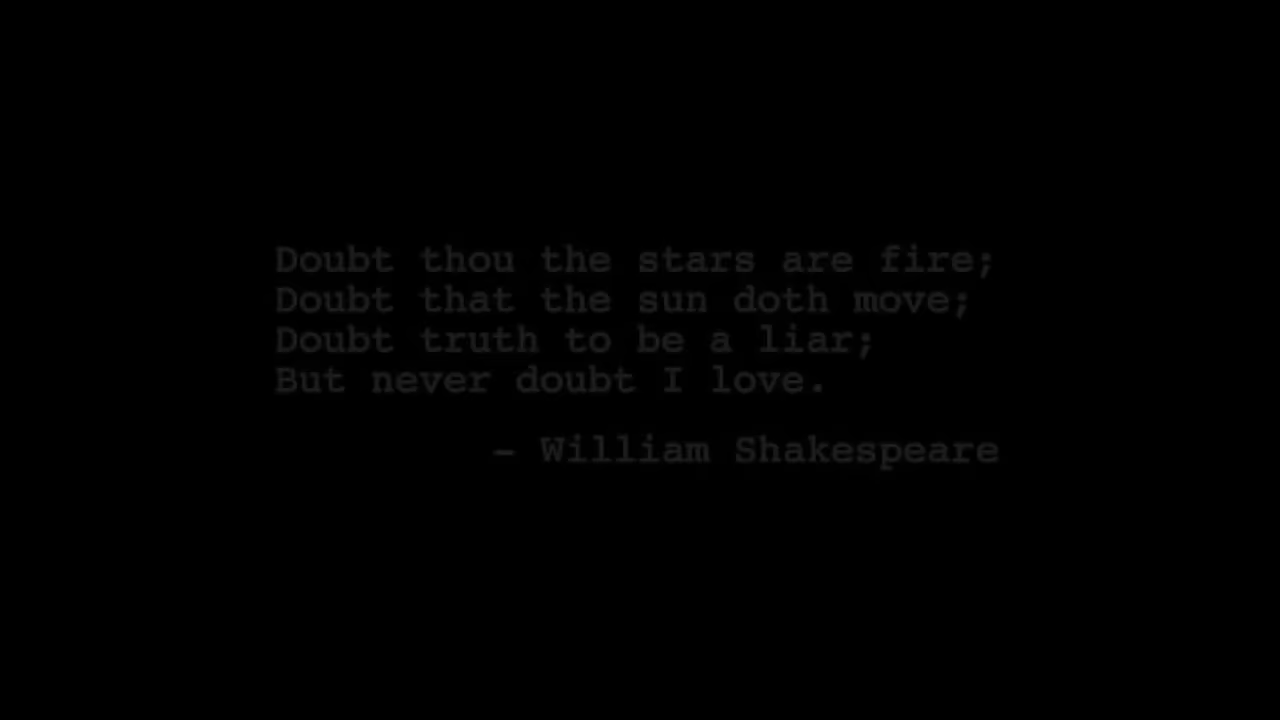 Doubt thou the stars are fire;
Doubt that the sun doth move;
Doubt truth to be a liar;
But never doubt I love.
– William Shakespeare